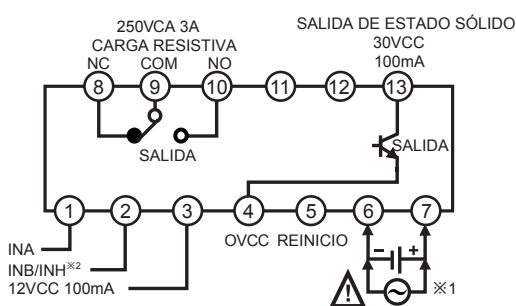 250VCA 3A
CARGA RESISTIVA
NC COM NO
SALIDA DE ESTADO SÓLIDO
30VCC
100mA
8 9 10 11 12 13
SALIDA
SALIDA
1 2 3 4 5 6 7
INA
INB/INH※2
12VCC 100mA
OVCC REINICIO
- +
※1